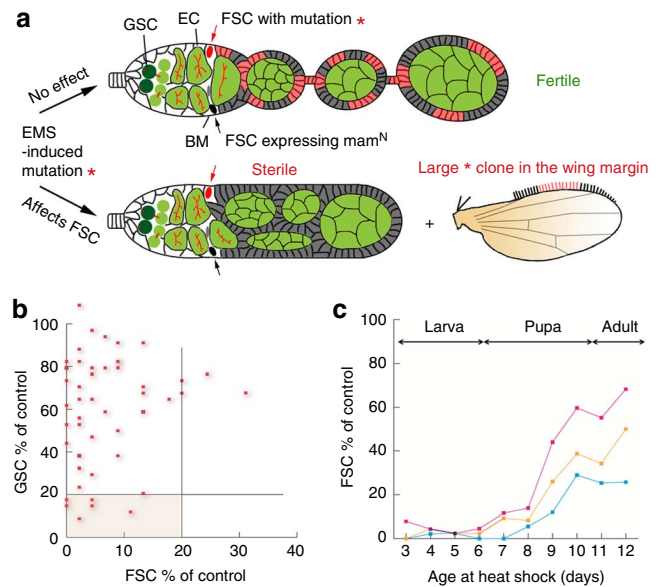 a
GSC
EC
FSC with mutation *
No effect
Fertile
BM
FSC expressing mamN
EMS
-induced
mutation *
Sterile
Large * clone in the wing margin
Affects FSC
+
b
GSC % of control
100
80
60
40
20
0
0 10 20 30 40
FSC % of control
c
FSC % of control
100
80
60
40
20
0
Larva Pupa Adult
3 4 5 6 7 8 9 10 11 12
Age at heat shock (days)